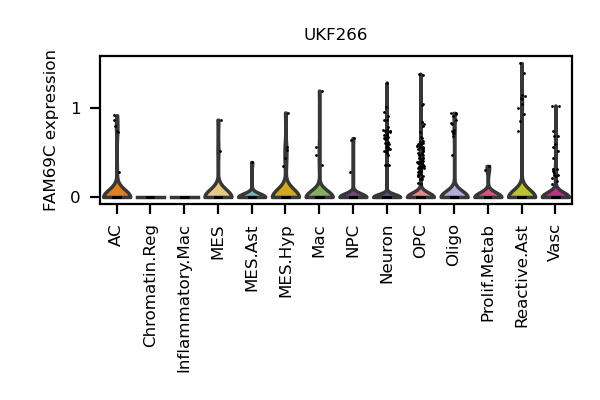 UKF266
FAM69C expression
1
0
AC
Chromatin.Reg
Inflammatory.Mac
MES
MES.Ast
MES.Hyp
Mac
NPC
Neuron
OPC
Oligo
Prolif.Metab
Reactive.Ast
Vasc